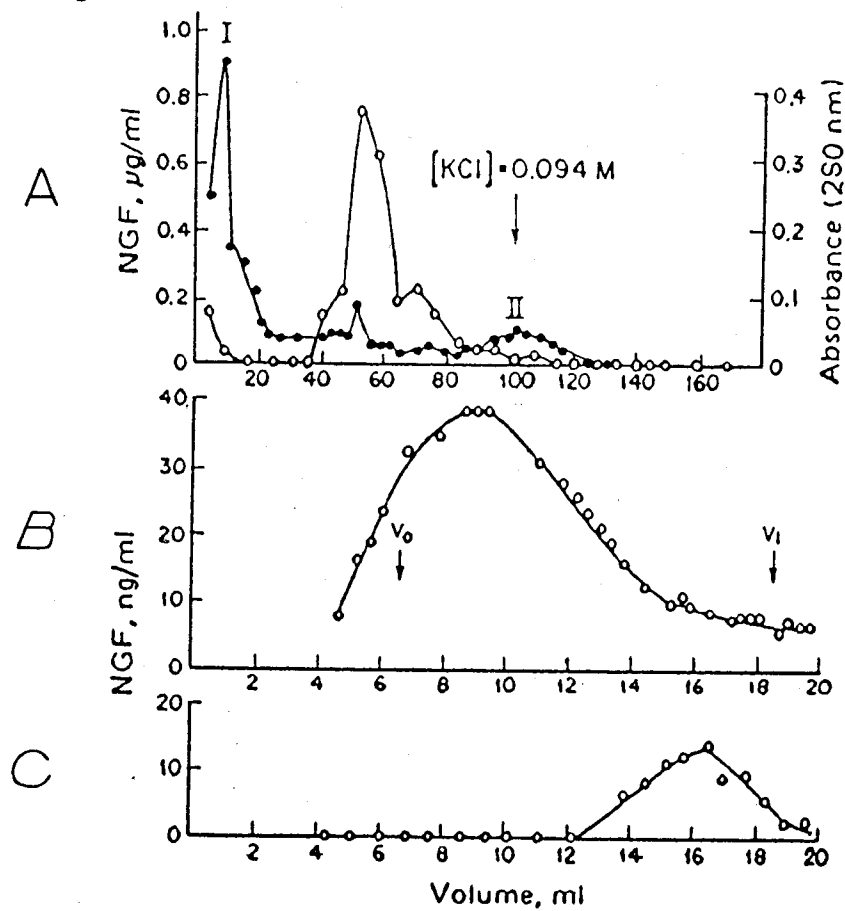 A
NGF, µg/ml
1.0
0.8
0.6
0.4
0.2
0
I
II
[KCl]=0.094 M
0.4
0.3
0.2
0.1
0
Absorbance (2SO nm)
20 40 60 80 100 120 140 160
B
NGF, ng/ml
40
30
20
10
0
V₀
V₁
2 4 6 8 10 12 14 16 18 20
C
20
10
0
2 4 6 8 10 12 14 16 18 20
Volume, ml